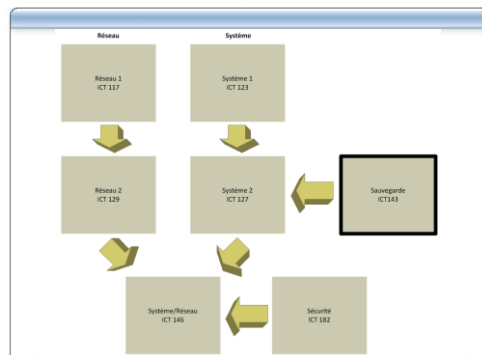 Réseau
Système
Réseau 1
ICT 117
Système 1
ICT 123
Réseau 2
ICT 129
Système 2
ICT 127
Sauvegarde
ICT143
Système/Réseau
ICT 146
Sécurité
ICT 182